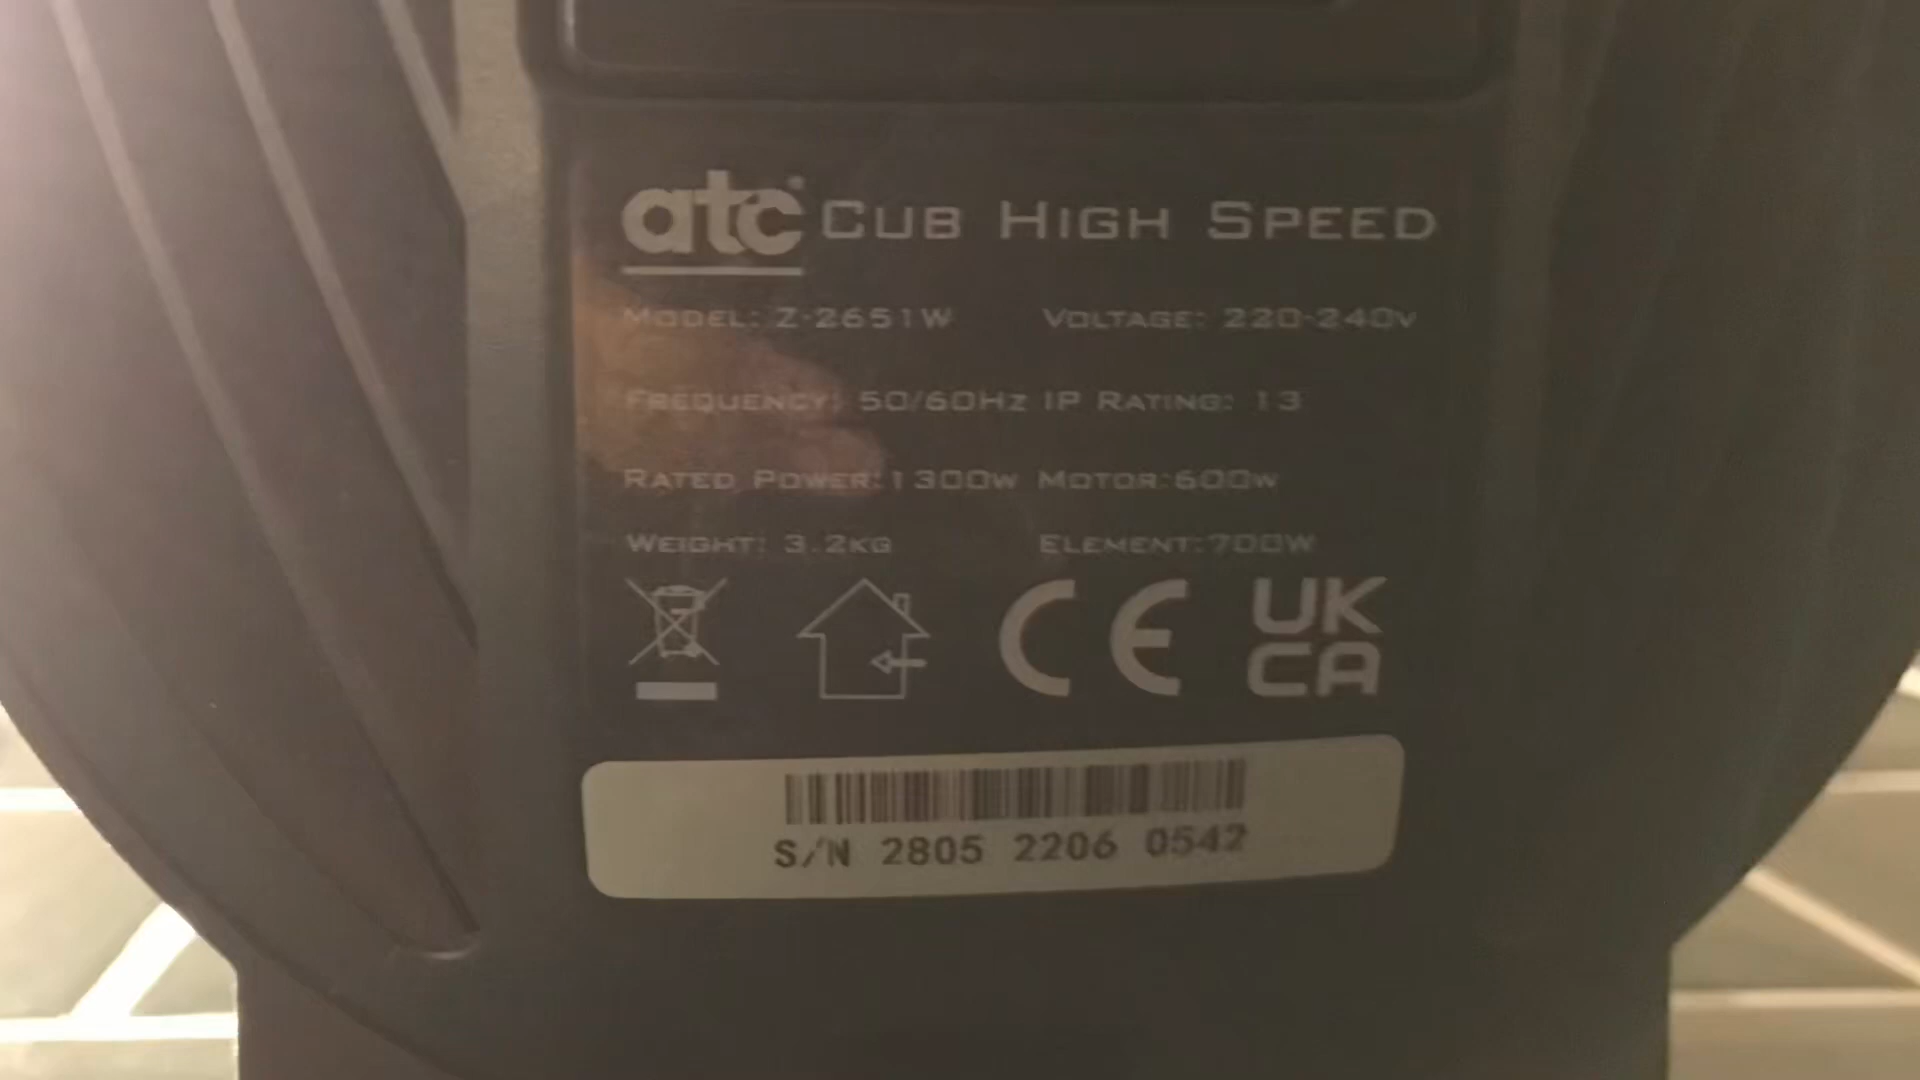 atc CUB HIGH SPEED
MODEL: Z-2651W VOLTAGE: 220-240V
FREQUENCY: 50/60HZ IP RATING: 13
RATED POWER:1300W MOTOR:600W
WEIGHT: 3.2KG ELEMENT:700W
CE UK
CA
S/N 2805 2206 0542